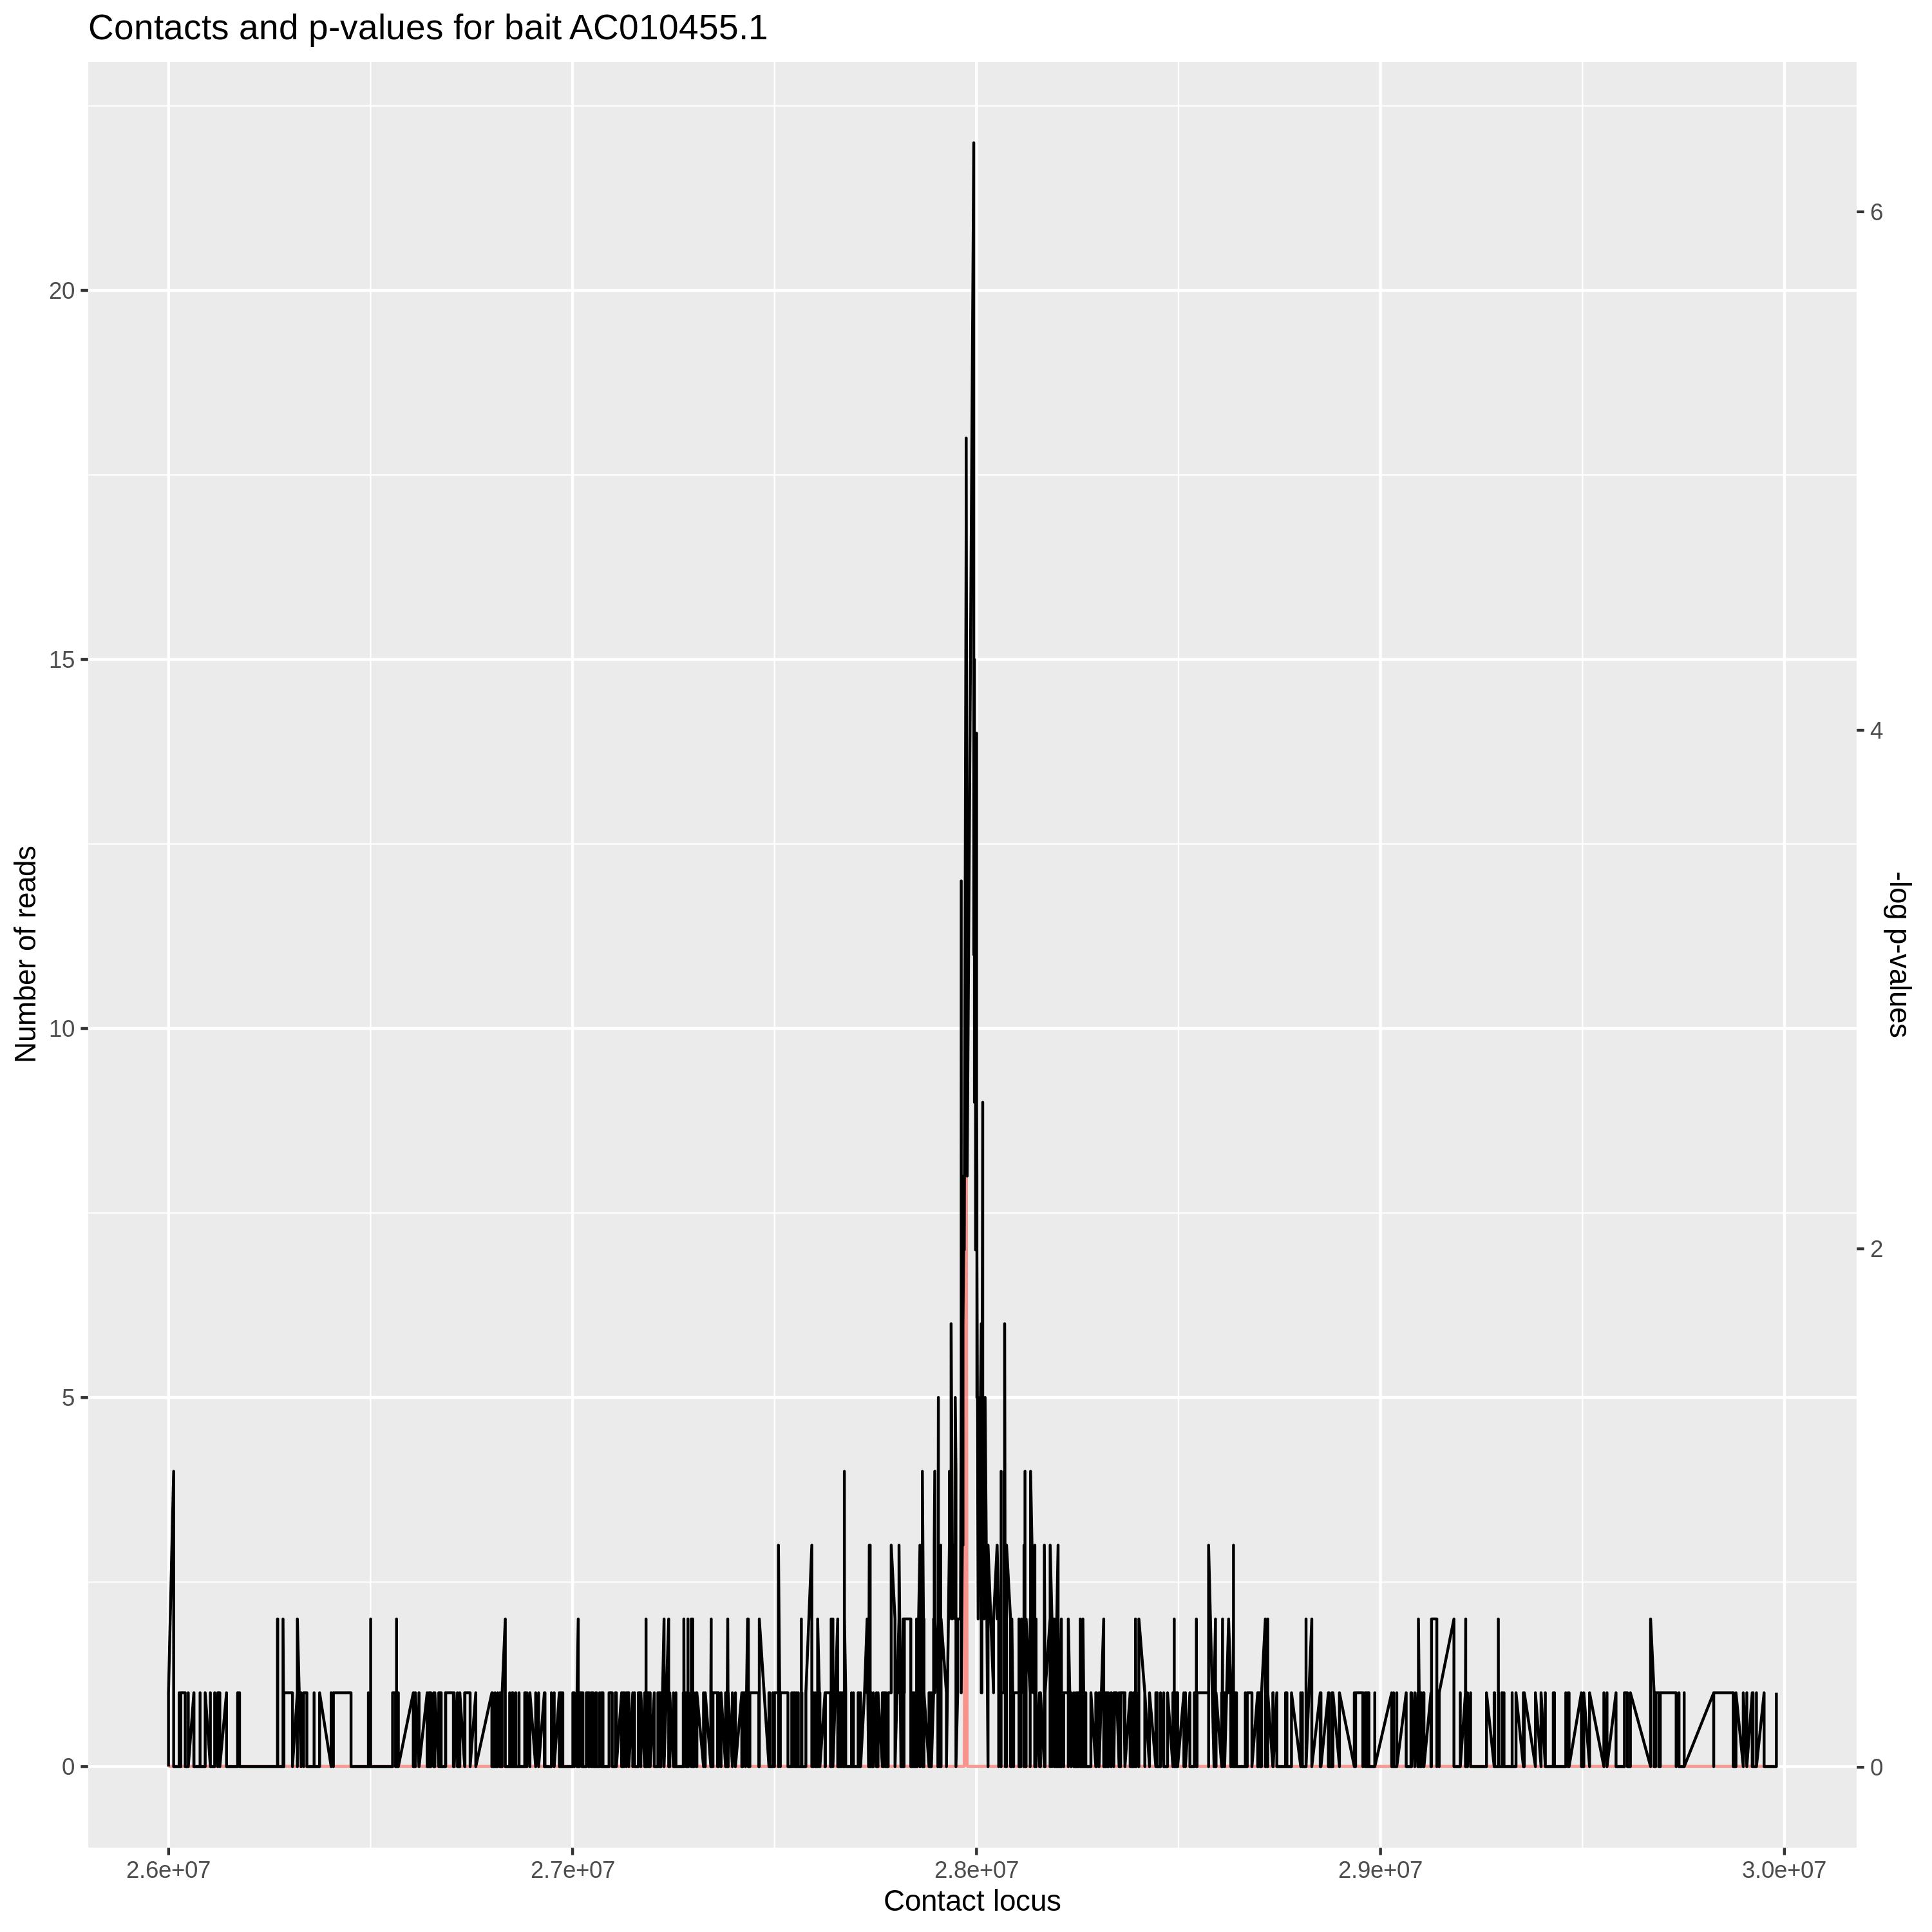 Contacts and p-values for bait AC010455.1
20
15
10
5
0
Number of reads
6
4
2
0
-log p-values
2.6e+07 2.7e+07 2.8e+07 2.9e+07 3.0e+07
Contact locus